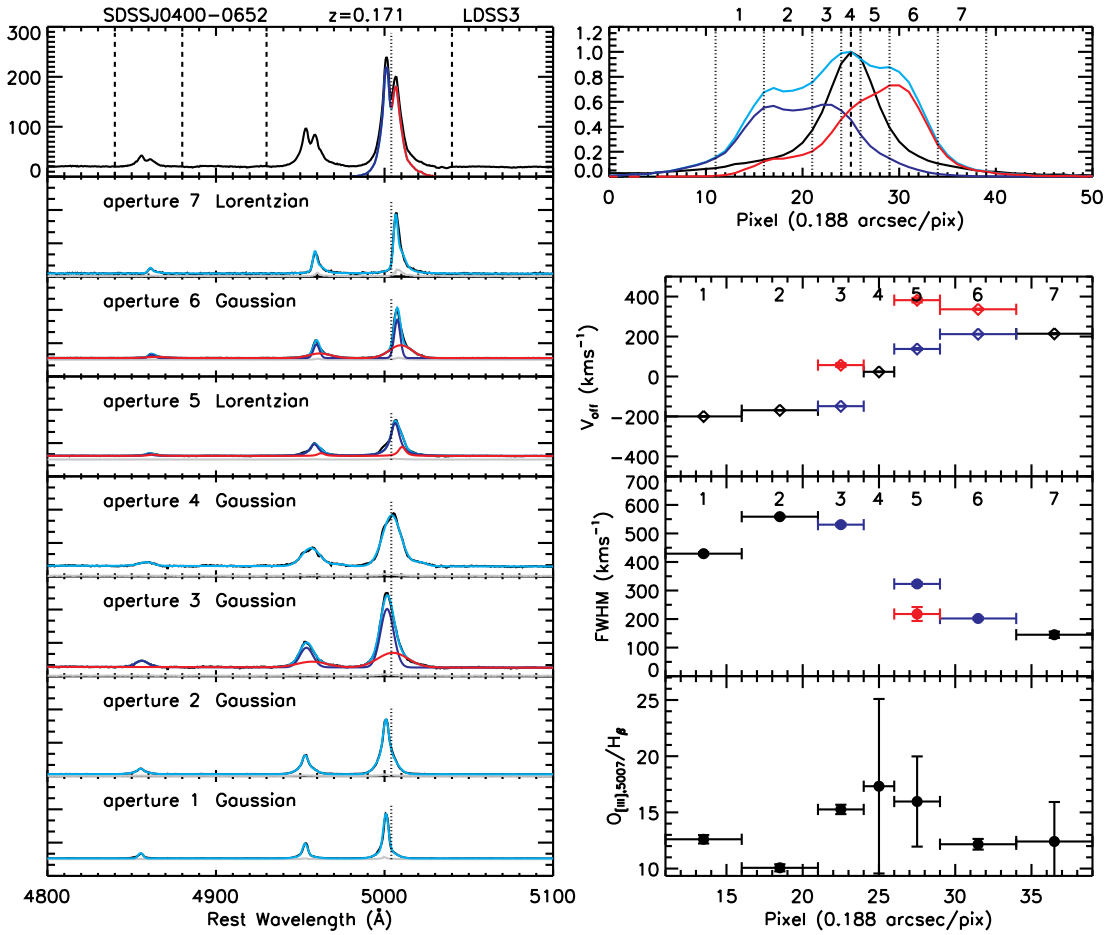 SDSSJ0400-0652 z=0.171 LDSS3
300
200
100
0
aperture 7 Lorentzian
aperture 6 Gaussian
aperture 5 Lorentzian
aperture 4 Gaussian
aperture 3 Gaussian
aperture 2 Gaussian
aperture 1 Gaussian
4800 4900 5000 5100
Rest Wavelength (Å)
1 2 3 4 5 6 7
1.2
1.0
0.8
0.6
0.4
0.2
0.0
0 10 20 30 40 50
Pixel (0.188 arcsec/pix)
1 2 3 4 5 6 7
400
200
0
-200
-400
V_off (kms⁻¹)
1 2 3 4 5 6 7
700
600
500
400
300
200
100
0
FWHM (kms⁻¹)
25
20
15
10
O_[III],5007/H_β
15 20 25 30 35
Pixel (0.188 arcsec/pix)